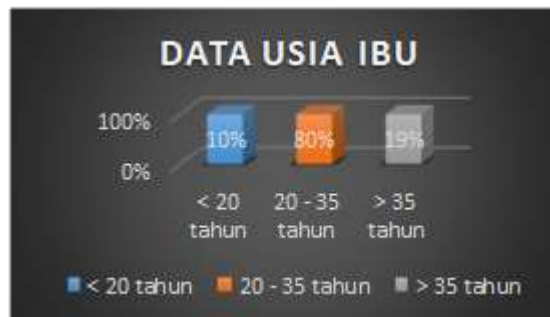 DATA USIA IBU
100%
0%
10% 80% 19%
< 20 tahun 20 - 35 tahun > 35 tahun
< 20 tahun 20 - 35 tahun > 35 tahun